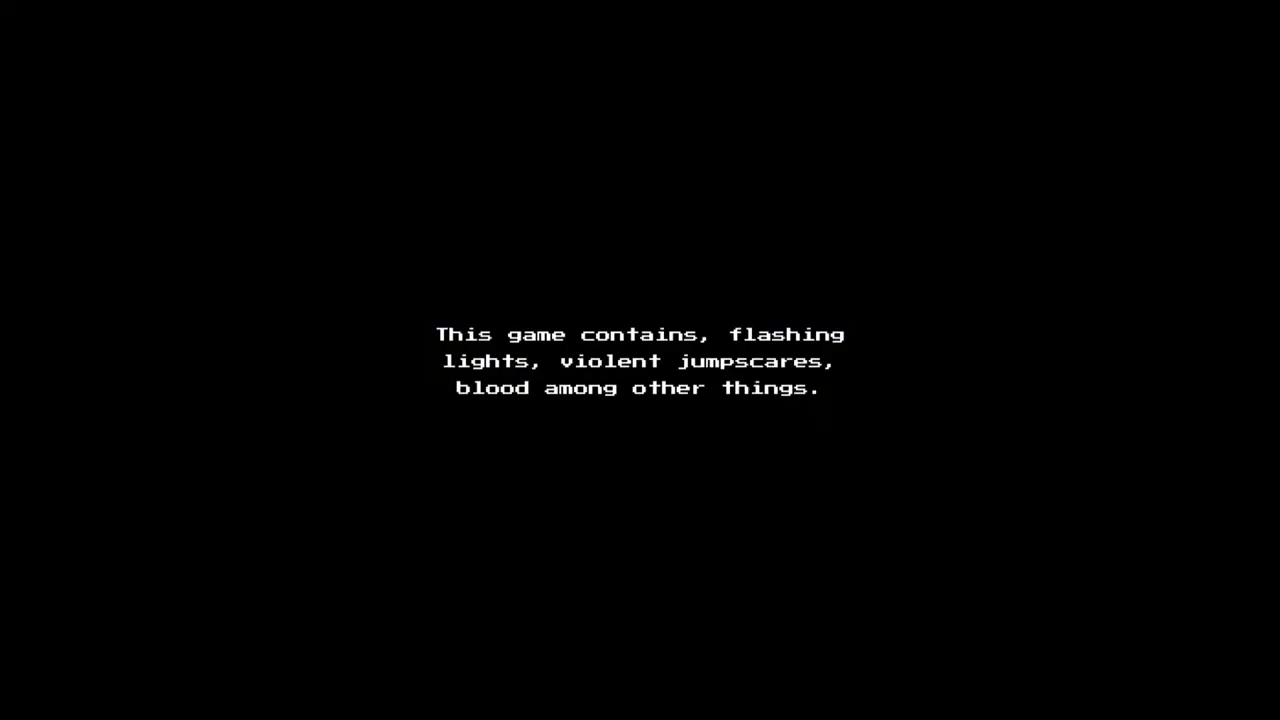 This game contains, flashing
lights, violent jumpscares,
blood among other things.